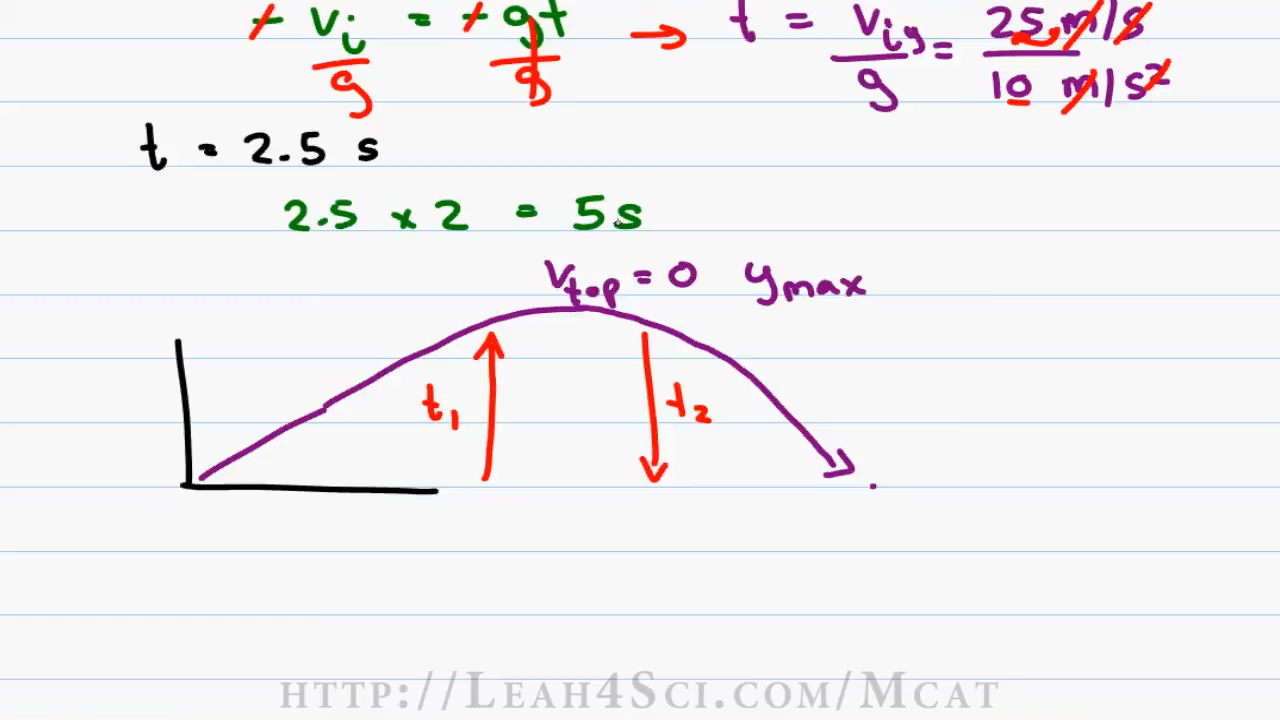 - vi / g = - gt / g → t = viy / g = 25 m/s / 10 m/s²
t = 2.5 s
2.5 x 2 = 5s
vtop = 0 ymax
t1 t2
HTTP://LEAH4SCI.COM/MCAT